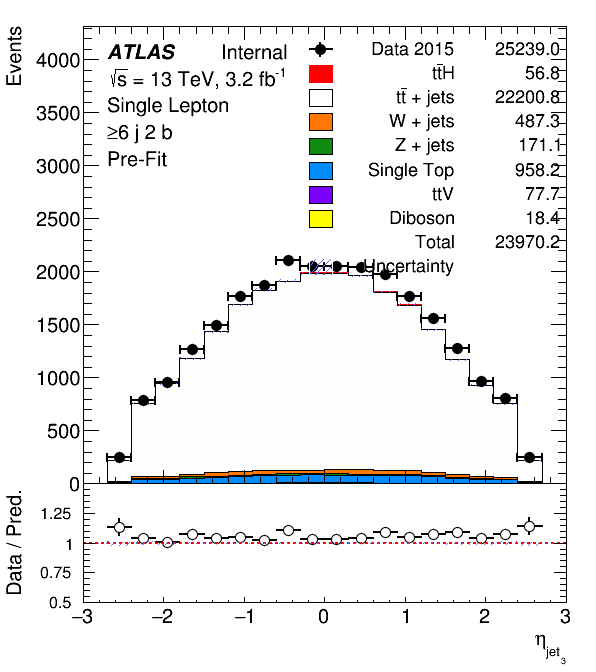 Events
4000
3500
3000
2500
2000
1500
1000
500
0
ATLAS Internal
√s = 13 TeV, 3.2 fb⁻¹
Single Lepton
≥6 j 2 b
Pre-Fit
Data 2015 25239.0
tt̄H 56.8
tt̄ + jets 22200.8
W + jets 487.3
Z + jets 171.1
Single Top 958.2
ttV 77.7
Diboson 18.4
Total 23970.2
Uncertainty
Data / Pred.
1.25
1
0.75
0.5
−3 −2 −1 0 1 2 3
η_jet_3